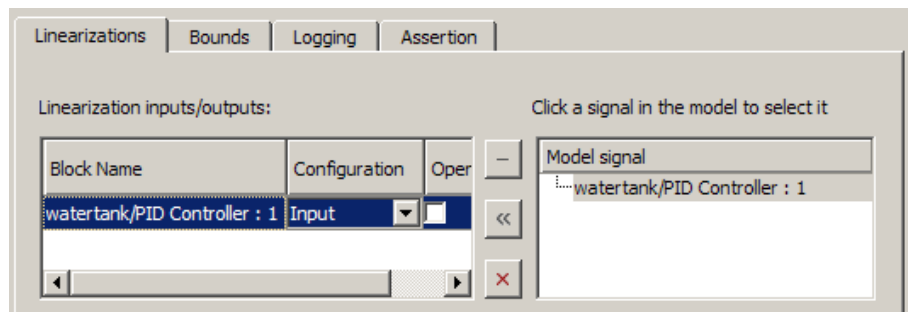 Linearizations Bounds Logging Assertion
Linearization inputs/outputs: Click a signal in the model to select it
Block Name Configuration Oper Model signal
watertank/PID Controller : 1
watertank/PID Controller : 1 Input